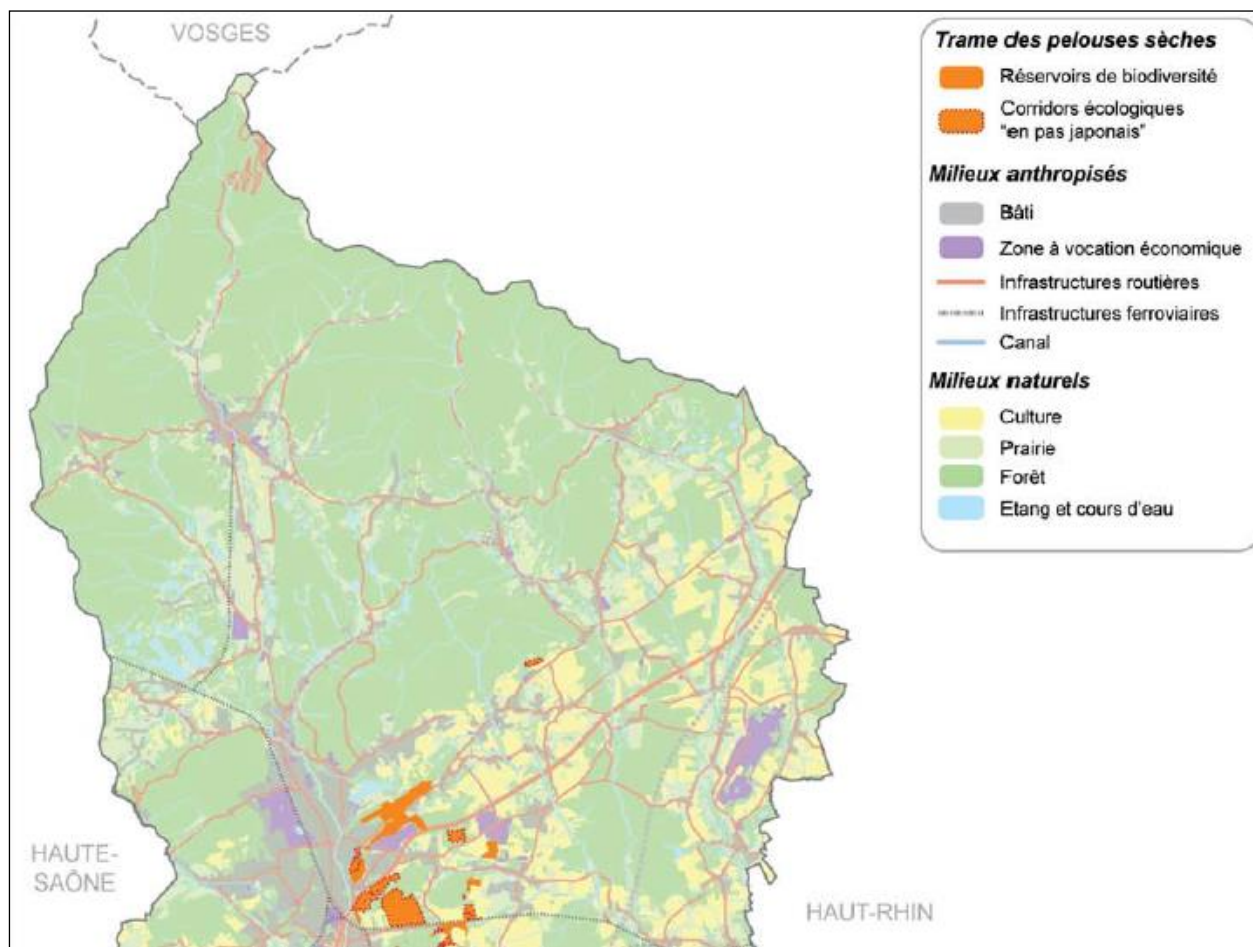 VOSGES
Trame des pelouses sèches
Réservoirs de biodiversité
Corridors écologiques
"en pas japonais"
Milieux anthropisés
Bâti
Zone à vocation économique
Infrastructures routières
Infrastructures ferroviaires
Canal
Milieux naturels
Culture
Prairie
Forêt
Etang et cours d'eau
HAUTE-
SAÔNE
HAUT-RHIN